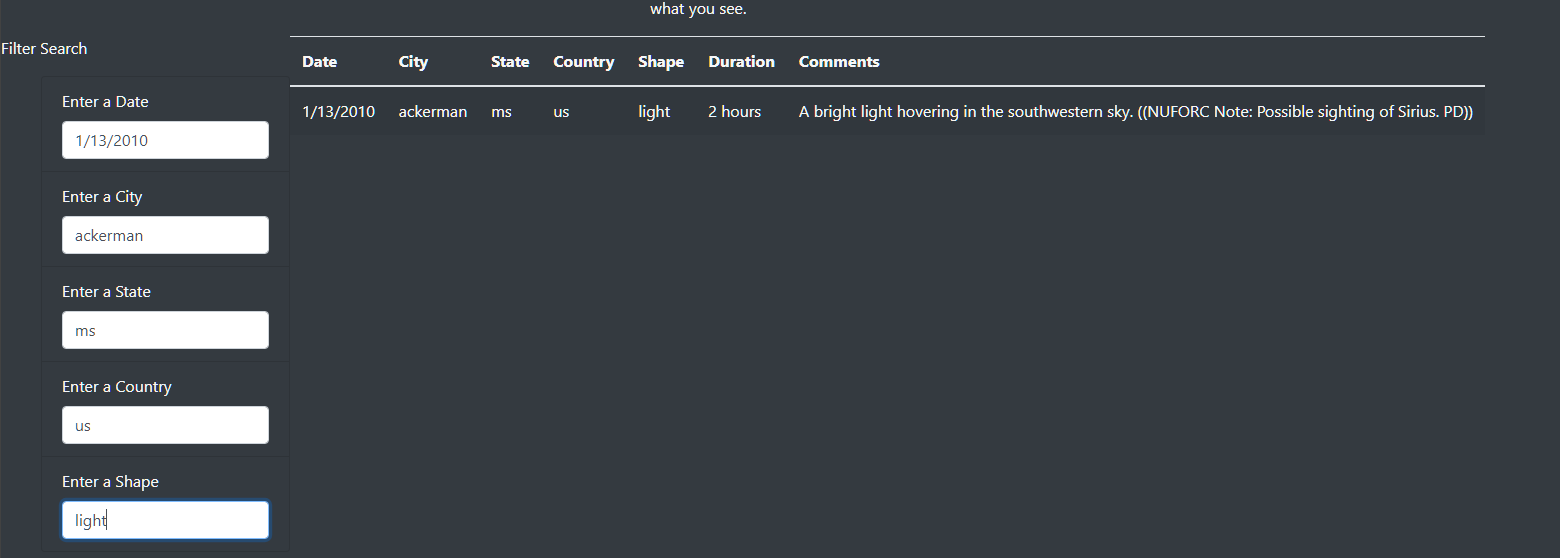 what you see.
Filter Search
Date City State Country Shape Duration Comments
1/13/2010 ackerman ms us light 2 hours A bright light hovering in the southwestern sky. ((NUFORC Note: Possible sighting of Sirius. PD))
Enter a Date
1/13/2010
Enter a City
ackerman
Enter a State
ms
Enter a Country
us
Enter a Shape
light